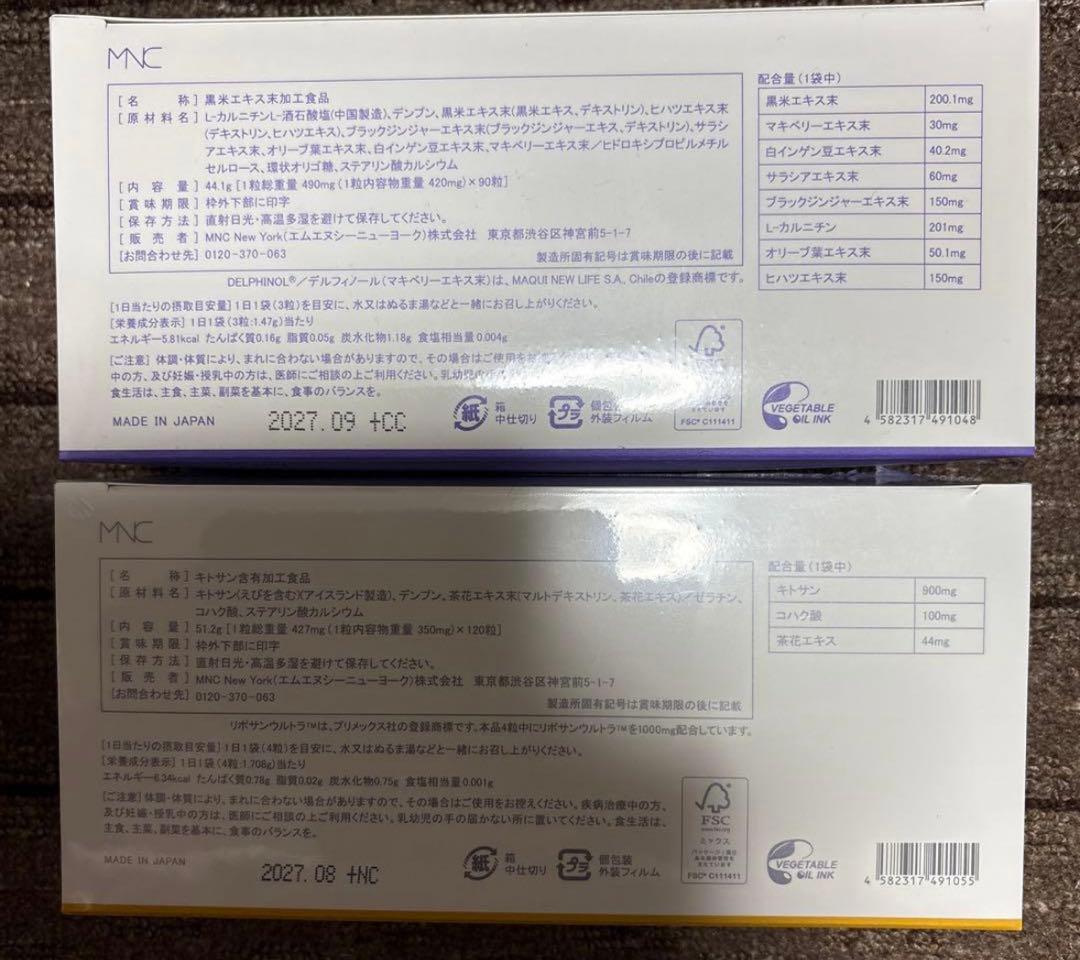 MNC
[名　　　称] 黒米エキス末加工食品
[原材料名] L-カルニチンL-酒石酸塩(中国製造)、デンプン、黒米エキス末(黒米エキス、デキストリン)、ヒハツエキス末
(デキストリン、ヒハツエキス)、ブラックジンジャーエキス末(ブラックジンジャーエキス、デキストリン)、サラシ
アエキス末、オリーブ葉エキス末、白インゲン豆エキス末、マキベリーエキス末／ヒドロキシプロピルメチル
セルロース、環状オリゴ糖、ステアリン酸カルシウム
[内容量] 44.1g [1粒総重量 490mg (1粒内容物重量 420mg)×90粒]
[賞味期限] 枠外下部に印字
[保存方法] 直射日光・高温多湿を避けて保存してください。
[販売者] MNC New York(エムエヌシーニューヨーク)株式会社　東京都渋谷区神宮前5-1-7
[お問合わせ先] 0120-370-063　製造所固有記号は賞味期限の後に記載
DELPHINOL®／デルフィノール(マキベリーエキス末)は、MAQUI NEW LIFE S.A, Chileの登録商標です。
[1日当たりの摂取目安量] 1日1袋(3粒)を目安に、水又はぬるま湯などと一緒にお召し上がりください。
[栄養成分表示] 1日1袋(3粒:1.47g)当たり
エネルギー5.81kcal たんぱく質0.16g 脂質0.05g 炭水化物1.18g 食塩相当量0.004g
[ご注意] 体調・体質により、まれに合わない場合がありますので、その場合はご使用を
中の方、及び妊娠・授乳中の方は、医師にご相談の上ご利用ください。乳幼児の手の
食生活は、主食、主菜、副菜を基本に、食事のバランスを。
MADE IN JAPAN
2027.09 +CC
紙 箱
中仕切り
プラ 個包
外装フィルム
FSC® C111411
VEGETABLE
OIL INK
4 582317 491048
配合量(1袋中)
黒米エキス末 200.1mg
マキベリーエキス末 30mg
白インゲン豆エキス末 40.2mg
サラシアエキス末 60mg
ブラックジンジャーエキス末 150mg
L-カルニチン 201mg
オリーブ葉エキス末 50.1mg
ヒハツエキス末 150mg
MNC
[名　　　称] キトサン含有加工食品
[原材料名] キトサン(えびを含む)(アイスランド製造)、デンプン、茶花エキス末(マルトデキストリン、茶花エキス)／ゼラチン、
コハク酸、ステアリン酸カルシウム
[内容量] 51.2g [1粒総重量 427mg (1粒内容物重量 350mg)×120粒]
[賞味期限] 枠外下部に印字
[保存方法] 直射日光・高温多湿を避けて保存してください。
[販売者] MNC New York(エムエヌシーニューヨーク)株式会社　東京都渋谷区神宮前5-1-7
[お問合わせ先] 0120-370-063　製造所固有記号は賞味期限の後に記載
リポサンウルトラ™は、プリメックス社の登録商標です。本品4粒中にリポサンウルトラ™を1000mg配合しています。
[1日当たりの摂取目安量] 1日1袋(4粒)を目安に、水又はぬるま湯などと一緒にお召し上がりください。
[栄養成分表示] 1日1袋(4粒:1.708g)当たり
エネルギー6.34kcal たんぱく質0.78g 脂質0.02g 炭水化物0.75g 食塩相当量0.001g
[ご注意] 体調・体質により、まれに合わない場合がありますので、その場合はご使用をお控えください。疾病治療中の方、
及び妊娠・授乳中の方は、医師にご相談の上ご利用ください。乳幼児の手の届かない所に置いてください。食生活は、
主食、主菜、副菜を基本に、食事のバランスを。
MADE IN JAPAN
2027.08 +NC
紙 箱
中仕切り
プラ 個包装
外装フィルム
FSC
www.fsc.org
ミックス
パッケージ｜責任
ある森林管理を
支えています
FSC® C111411
VEGETABLE
OIL INK
4 582317 491055
配合量(1袋中)
キトサン 900mg
コハク酸 100mg
茶花エキス 44mg